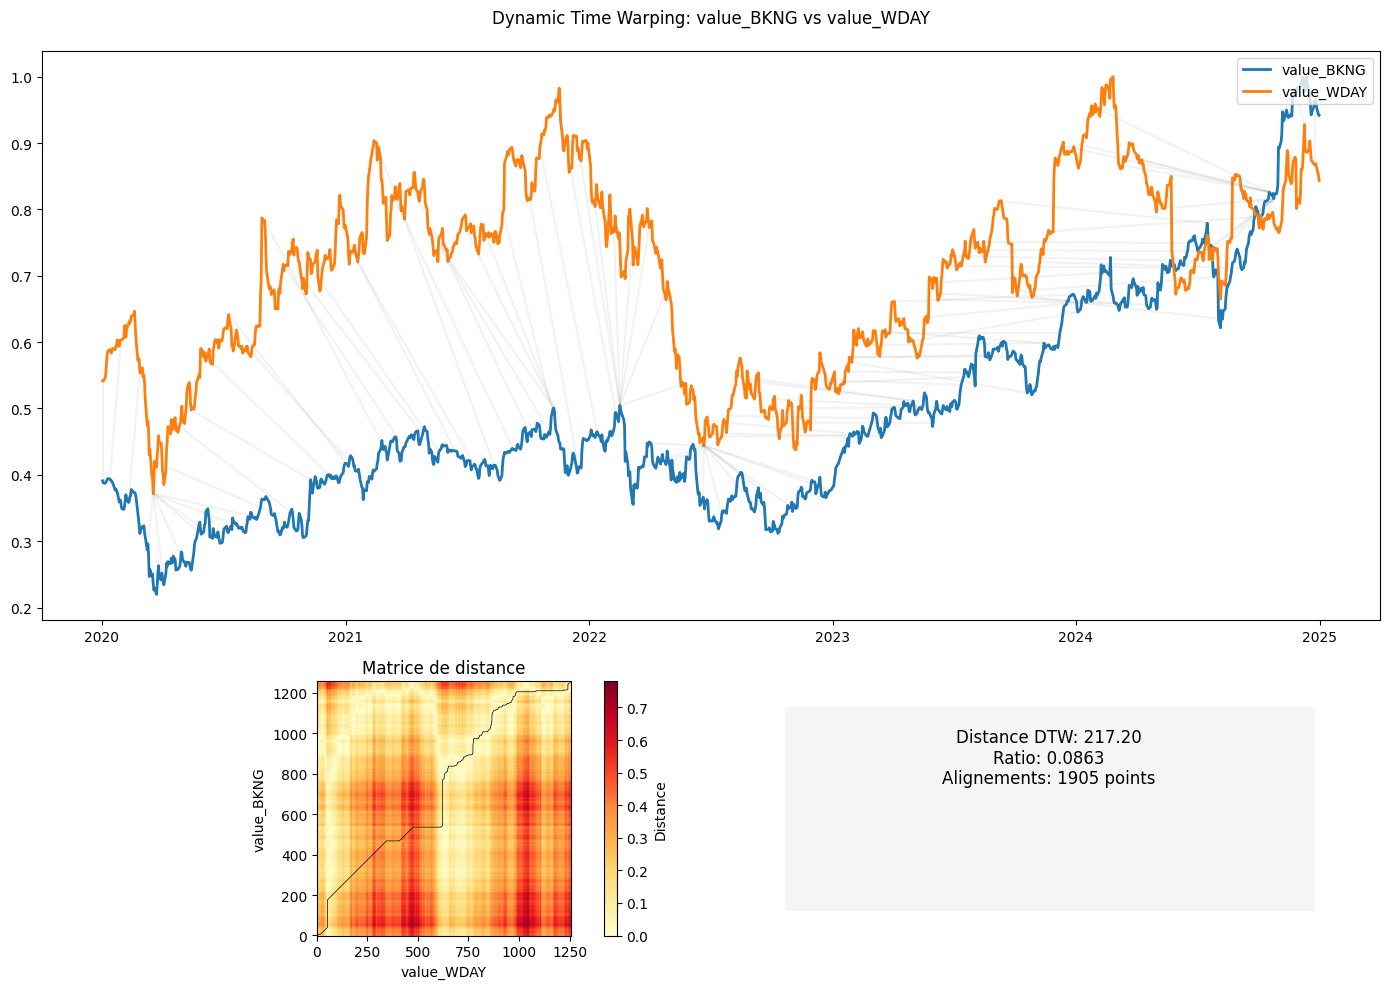 Dynamic Time Warping: value_BKNG vs value_WDAY
value_BKNG
value_WDAY
1.0
0.9
0.8
0.7
0.6
0.5
0.4
0.3
0.2
2020 2021 2022 2023 2024 2025
Matrice de distance
value_BKNG
1200
1000
800
600
400
200
0
0 250 500 750 1000 1250
value_WDAY
0.7
0.6
0.5
0.4
0.3
0.2
0.1
0.0
Distance
Distance DTW: 217.20
Ratio: 0.0863
Alignements: 1905 points